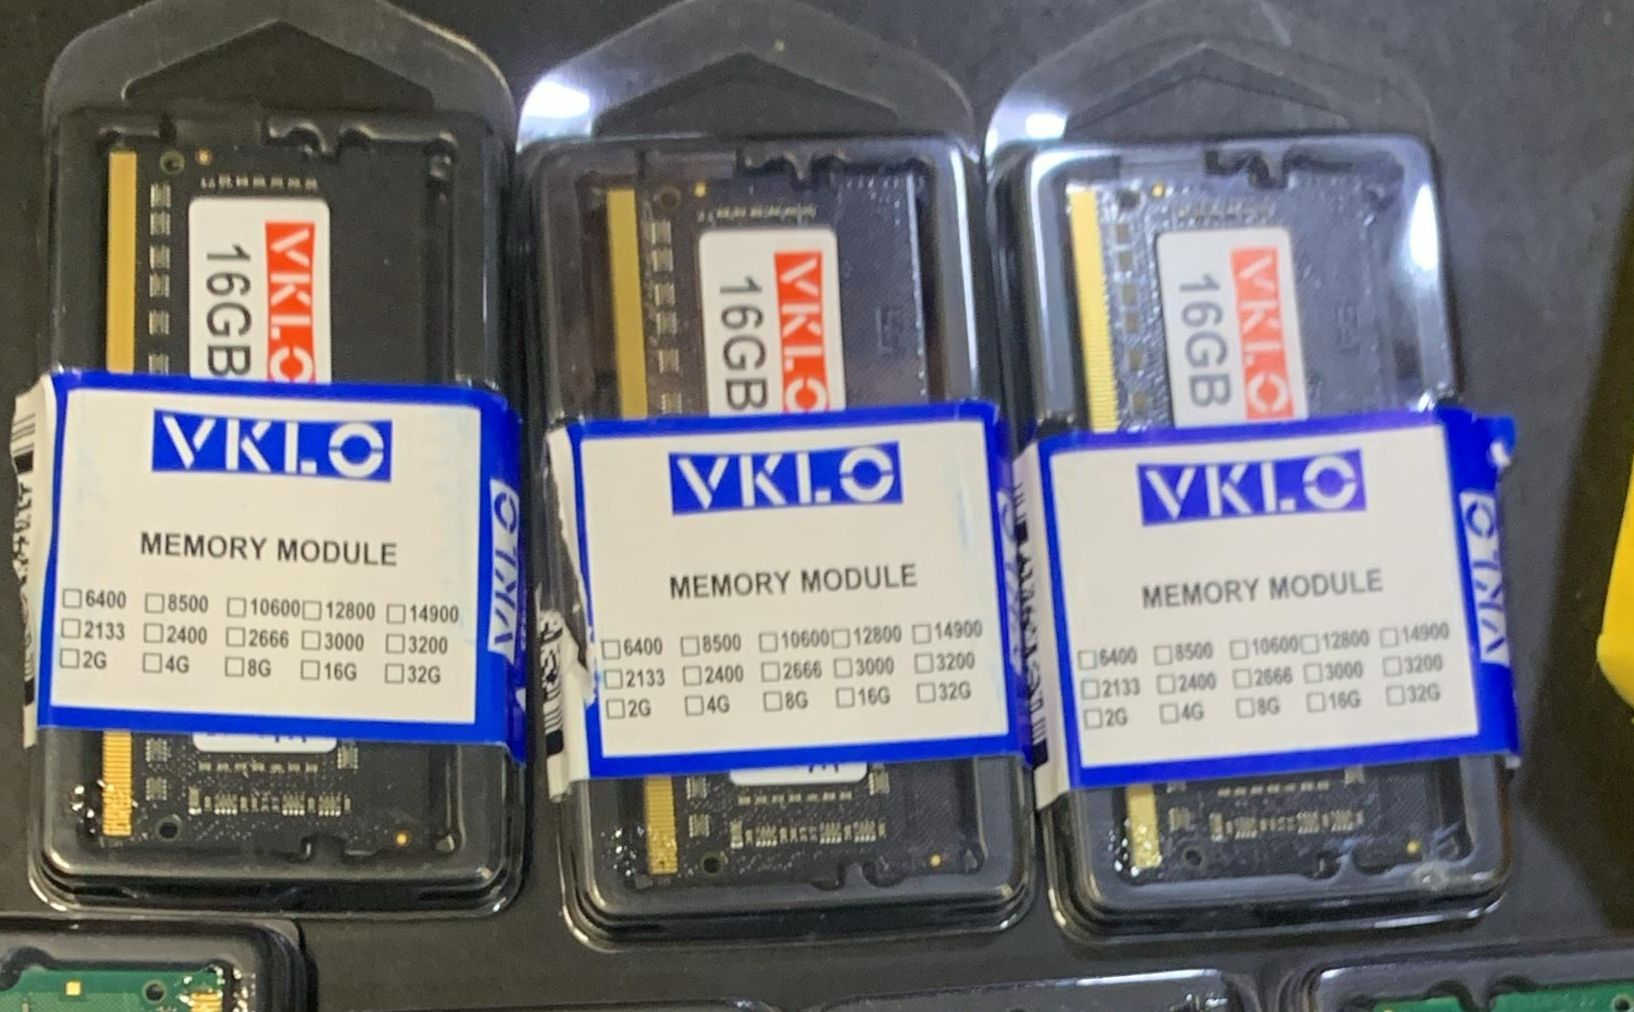 VKLO
16GB
VKLO
MEMORY MODULE
□6400 □8500 □10600 □12800 □14900
□2133 □2400 □2666 □3000 □3200
□2G □4G □8G □16G □32G
VKLO
VKLO
16GB
VKLO
MEMORY MODULE
□6400 □8500 □10600 □12800 □14900
□2133 □2400 □2666 □3000 □3200
□2G □4G □8G □16G □32G
VKLO
16GB
VKLO
MEMORY MODULE
□6400 □8500 □10600 □12800 □14900
□2133 □2400 □2666 □3000 □3200
□2G □4G □8G □16G □32G
VKLO